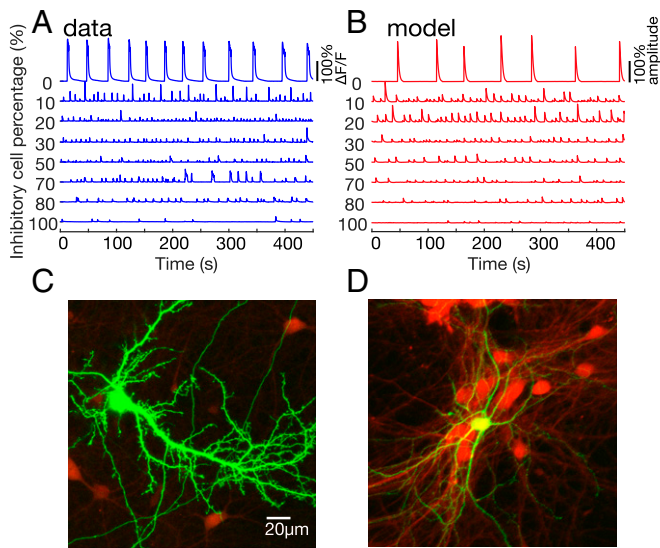 A data
100%
ΔF/F
Inhibitory cell percentage (%)
0
10
20
30
50
70
80
100
0 100 200 300 400
Time (s)
B model
100%
amplitude
0
10
20
30
50
70
80
100
0 100 200 300 400
Time (s)
C
20μm
D